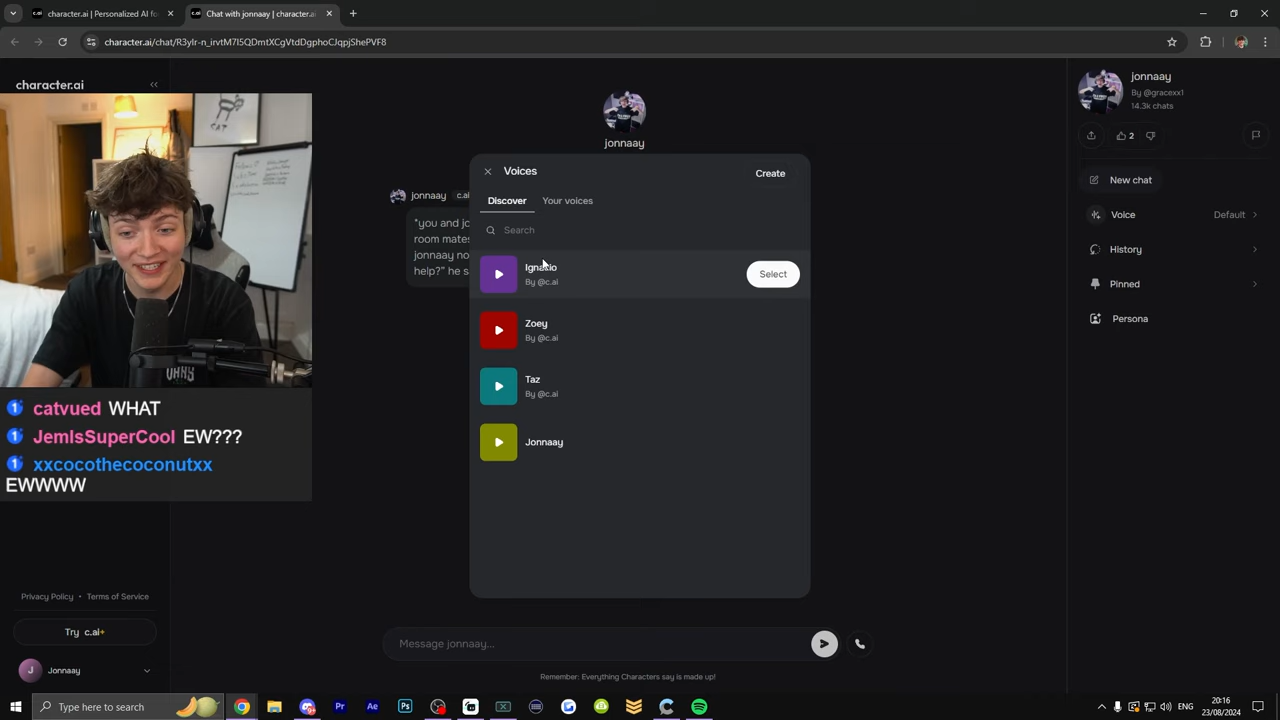 character.ai | Personalized AI fo
Chat with jonnaay | character.ai
character.ai/chat/R3yIr-n_irvtM7I5QDmtXCgVtdDgphoCJqpjShePVF8
character.ai
jonnaay
By @gracexx1
14.3k chats
2
New chat
Voice Default
History
Pinned
Persona
jonnaay
jonnaay c.ai
"you and jo
room mates
jonnaay no
help?" he s
Voices
Create
Discover Your voices
Search
Ignacio
By @c.ai
Select
Zoey
By @c.ai
Taz
By @c.ai
Jonnaay
catvued WHAT
JemIsSuperCool EW???
xxcocothecoconutxx
EWWWW
Privacy Policy • Terms of Service
Try c.ai+
J Jonnaay
Message jonnaay...
Remember: Everything Characters say is made up!
Type here to search
20:16
23/08/2024